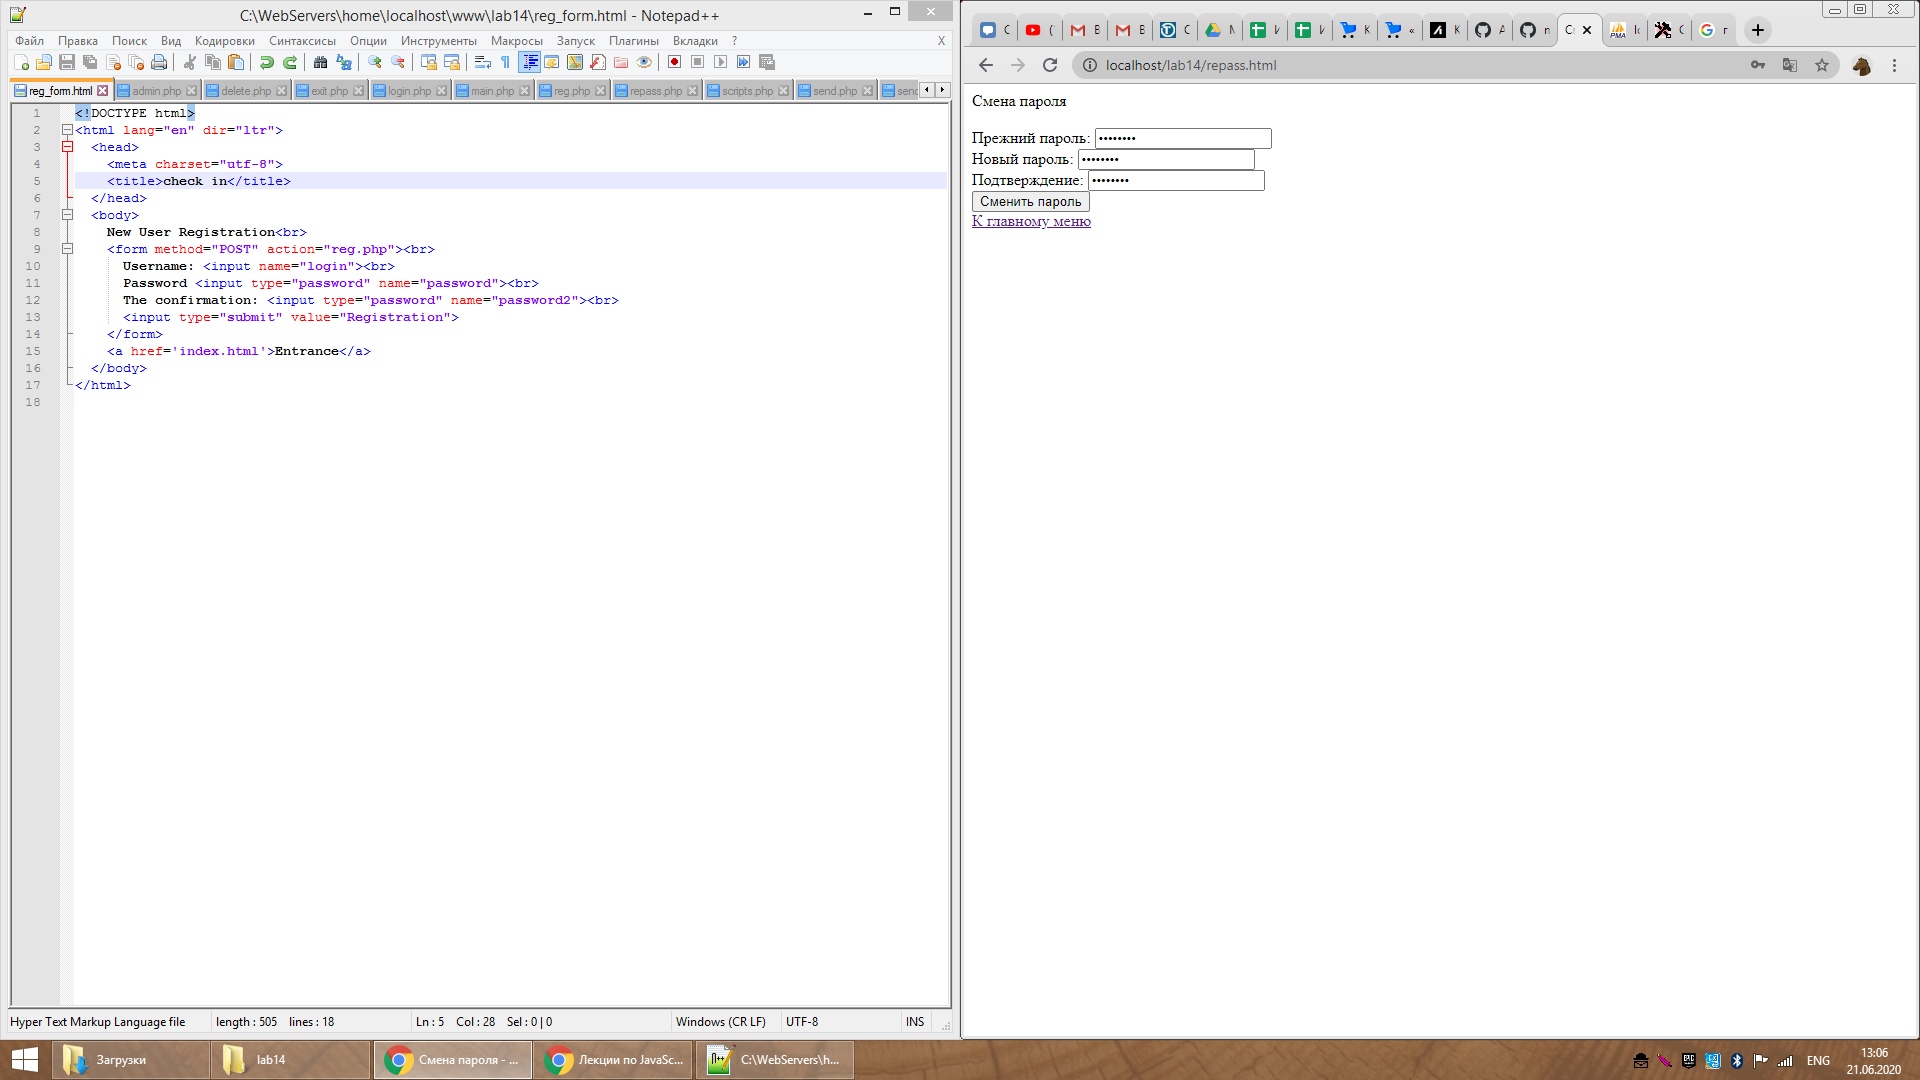 C:\WebServers\home\localhost\www\lab14\reg_form.html - Notepad++
Файл Правка Поиск Вид Кодировки Синтаксисы Опции Инструменты Макросы Запуск Плагины Вкладки ? X
reg_form.html admin.php delete.php exit.php login.php main.php reg.php repass.php scripts.php send.php
1 <!DOCTYPE html>
2 <html lang="en" dir="ltr">
3 <head>
4 <meta charset="utf-8">
5 <title>check in</title>
6 </head>
7 <body>
8 New User Registration<br>
9 <form method="POST" action="reg.php"><br>
10 Username: <input name="login"><br>
11 Password <input type="password" name="password"><br>
12 The confirmation: <input type="password" name="password2"><br>
13 <input type="submit" value="Registration">
14 </form>
15 <a href='index.html'>Entrance</a>
16 </body>
17 </html>
18
Hyper Text Markup Language file length : 505 lines : 18 Ln : 5 Col : 28 Sel : 0 | 0 Windows (CR LF) UTF-8 INS
localhost/lab14/repass.html
Смена пароля
Прежний пароль: ••••••••
Новый пароль: ••••••••
Подтверждение: ••••••••
Сменить пароль
К главному меню
Загрузки lab14 Смена пароля - ... Лекции по JavaSc... C:\WebServers\h...
ENG
13:06
21.06.2020